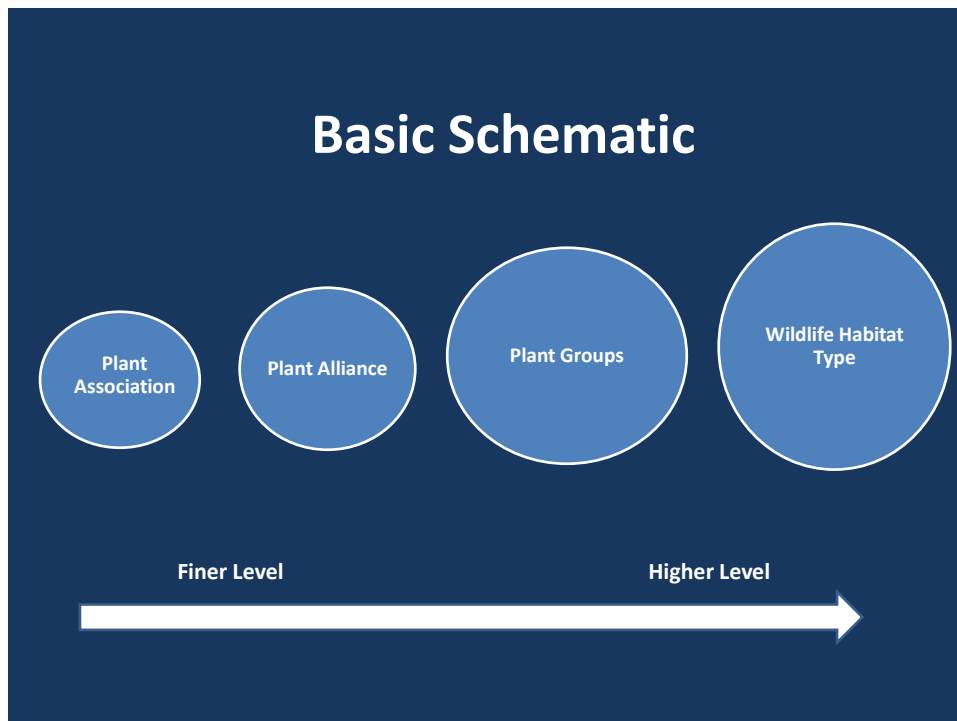 Basic Schematic
Plant
Association
Plant Alliance
Plant Groups
Wildlife Habitat
Type
Finer Level
Higher Level